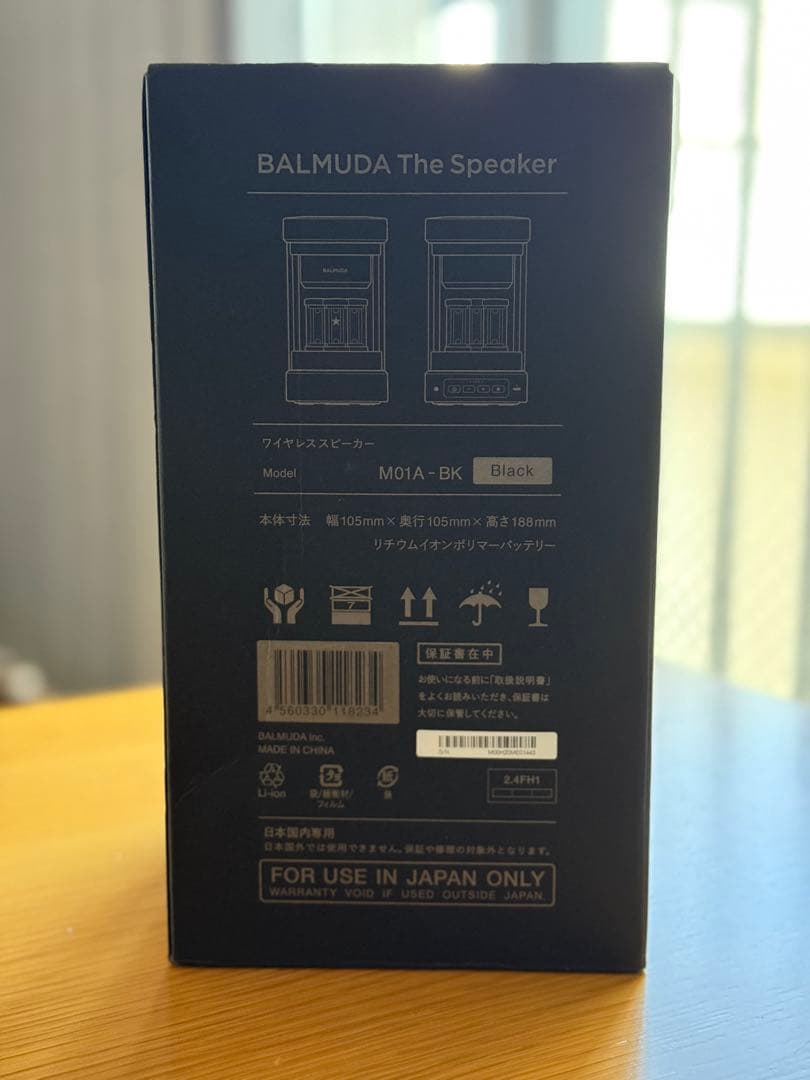 BALMUDA The Speaker
BALMUDA
ワイヤレススピーカー
Model M01A-BK Black
本体寸法 幅105mm×奥行105mm×高さ188mm
リチウムイオンポリマーバッテリー
7
保証書在中
お使いになる前に「取扱説明書」
をよくお読みいただき、保証書は
大切に保管してください。
4 560330 118234
BALMUDA Inc.
MADE IN CHINA
S/N
Li-ion
プラ
袋/緩衝材/
フィルム
紙
箱
2.4FH1
日本国内専用
日本国外では使用できません。保証や修理の対象外となります。
FOR USE IN JAPAN ONLY
WARRANTY VOID IF USED OUTSIDE JAPAN.